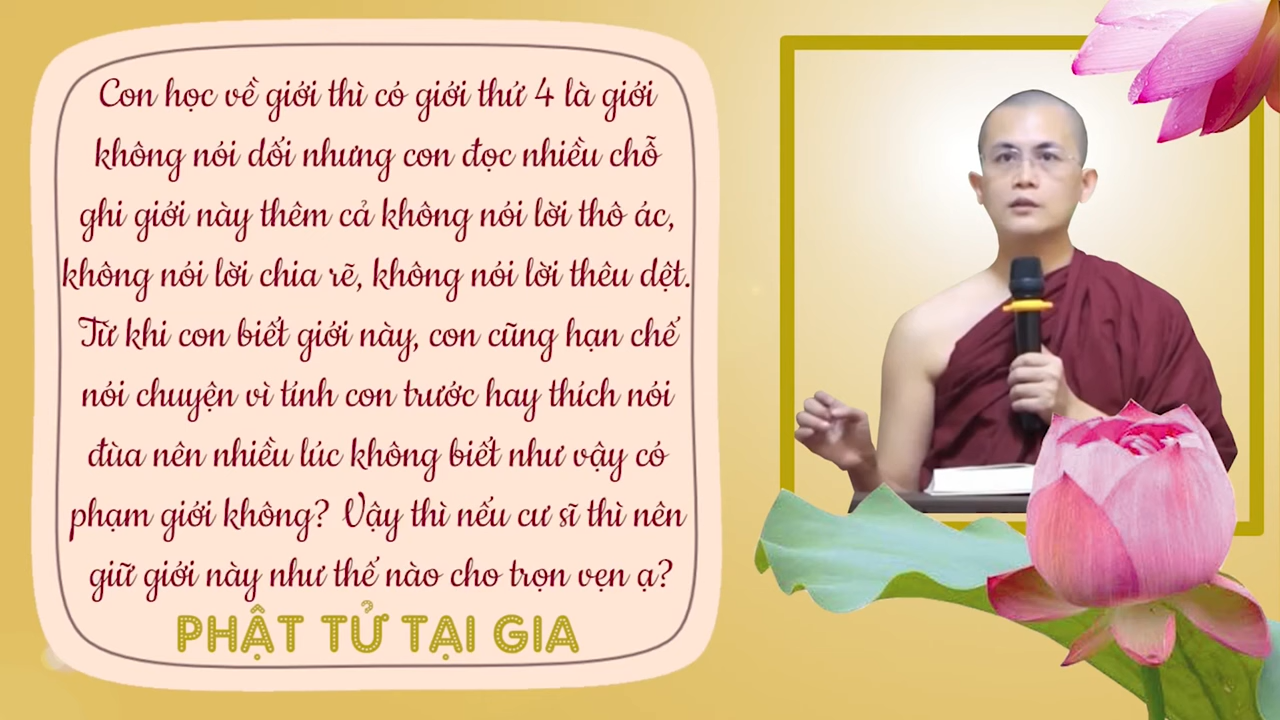 Con học về giới thì có giới thứ 4 là giới
không nói dối nhưng con đọc nhiều chỗ
ghi giới này thêm cả không nói lời thô ác,
không nói lời chia rẽ, không nói lời thêu dệt.
Từ khi con biết giới này, con cũng hạn chế
nói chuyện vì tính con trước hay thích nói
đùa nên nhiều lúc không biết như vậy có
phạm giới không? Vậy thì nếu cư sĩ thì nên
giữ giới này như thế nào cho trọn vẹn ạ?
PHẬT TỬ TẠI GIA